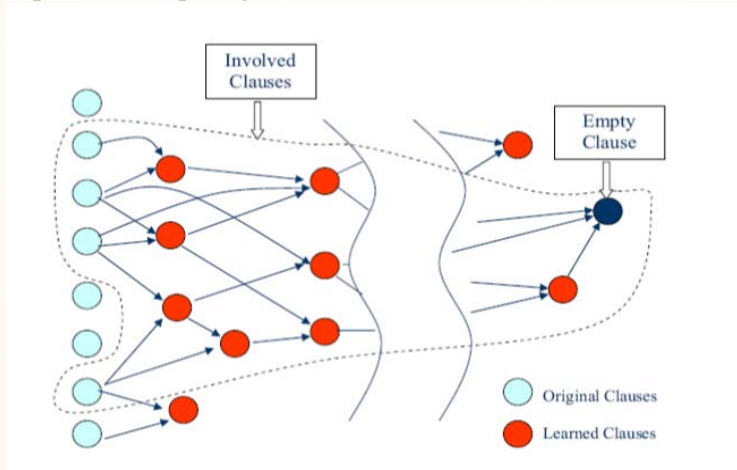 Involved
Clauses
Empty
Clause
Original Clauses
Learned Clauses